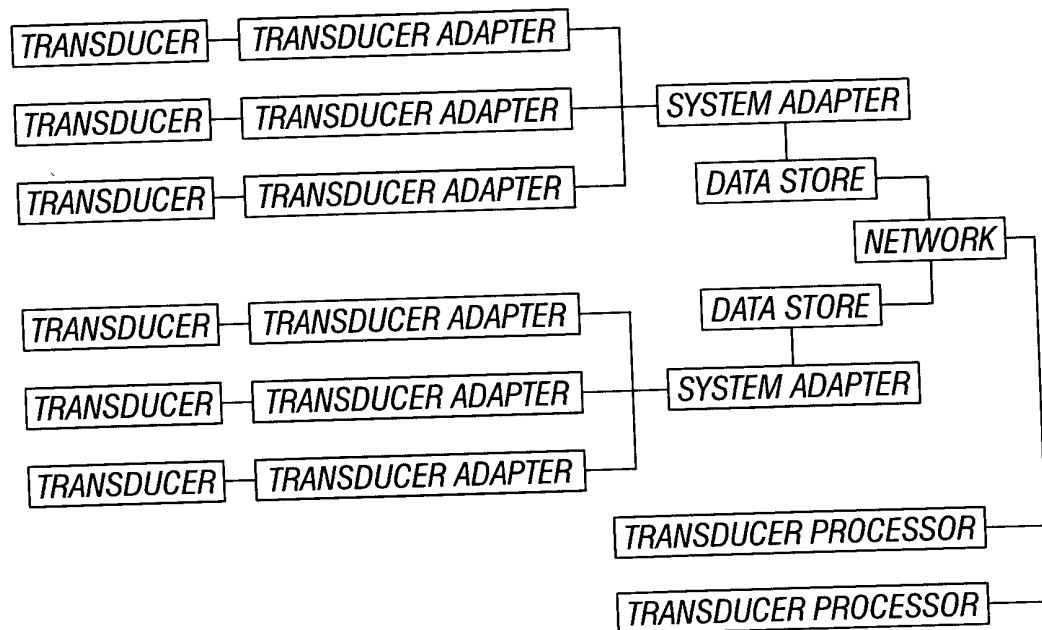 TRANSDUCER TRANSDUCER ADAPTER
TRANSDUCER TRANSDUCER ADAPTER SYSTEM ADAPTER
TRANSDUCER TRANSDUCER ADAPTER DATA STORE
NETWORK
TRANSDUCER TRANSDUCER ADAPTER DATA STORE
TRANSDUCER TRANSDUCER ADAPTER SYSTEM ADAPTER
TRANSDUCER TRANSDUCER ADAPTER
TRANSDUCER PROCESSOR
TRANSDUCER PROCESSOR